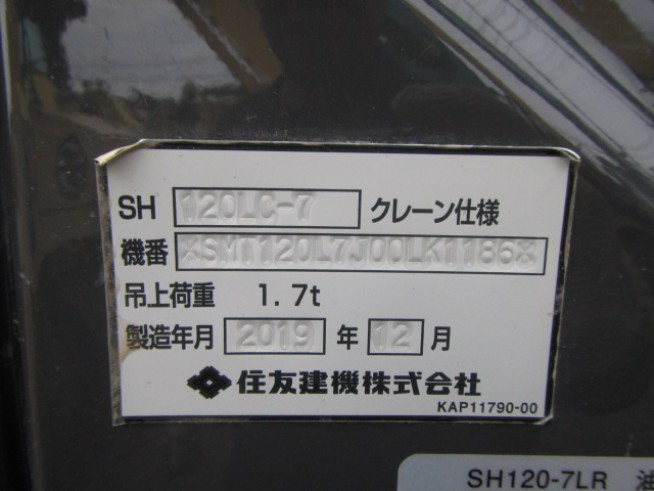 SH 120LC-7 クレーン仕様
機番 *SMT120L7J00LK1186*
吊上荷重 1.7t
製造年月 2019 年 12 月
住友建機株式会社
KAP11790-00
SH120-7LR 油